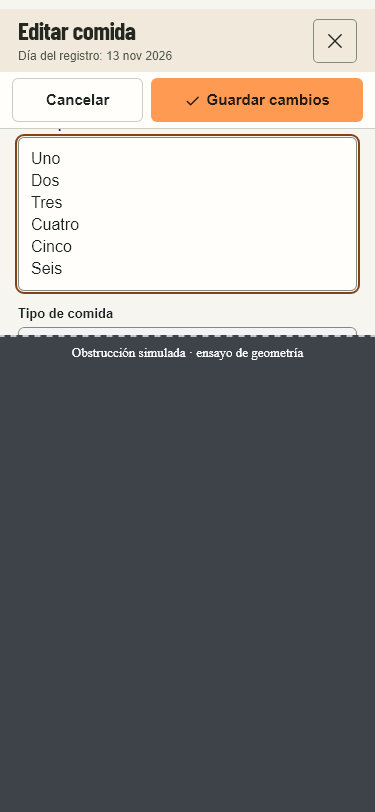 Editar comida
Día del registro: 13 nov 2026
Cancelar
Guardar cambios
Uno
Dos
Tres
Cuatro
Cinco
Seis
Tipo de comida
Obstrucción simulada · ensayo de geometría